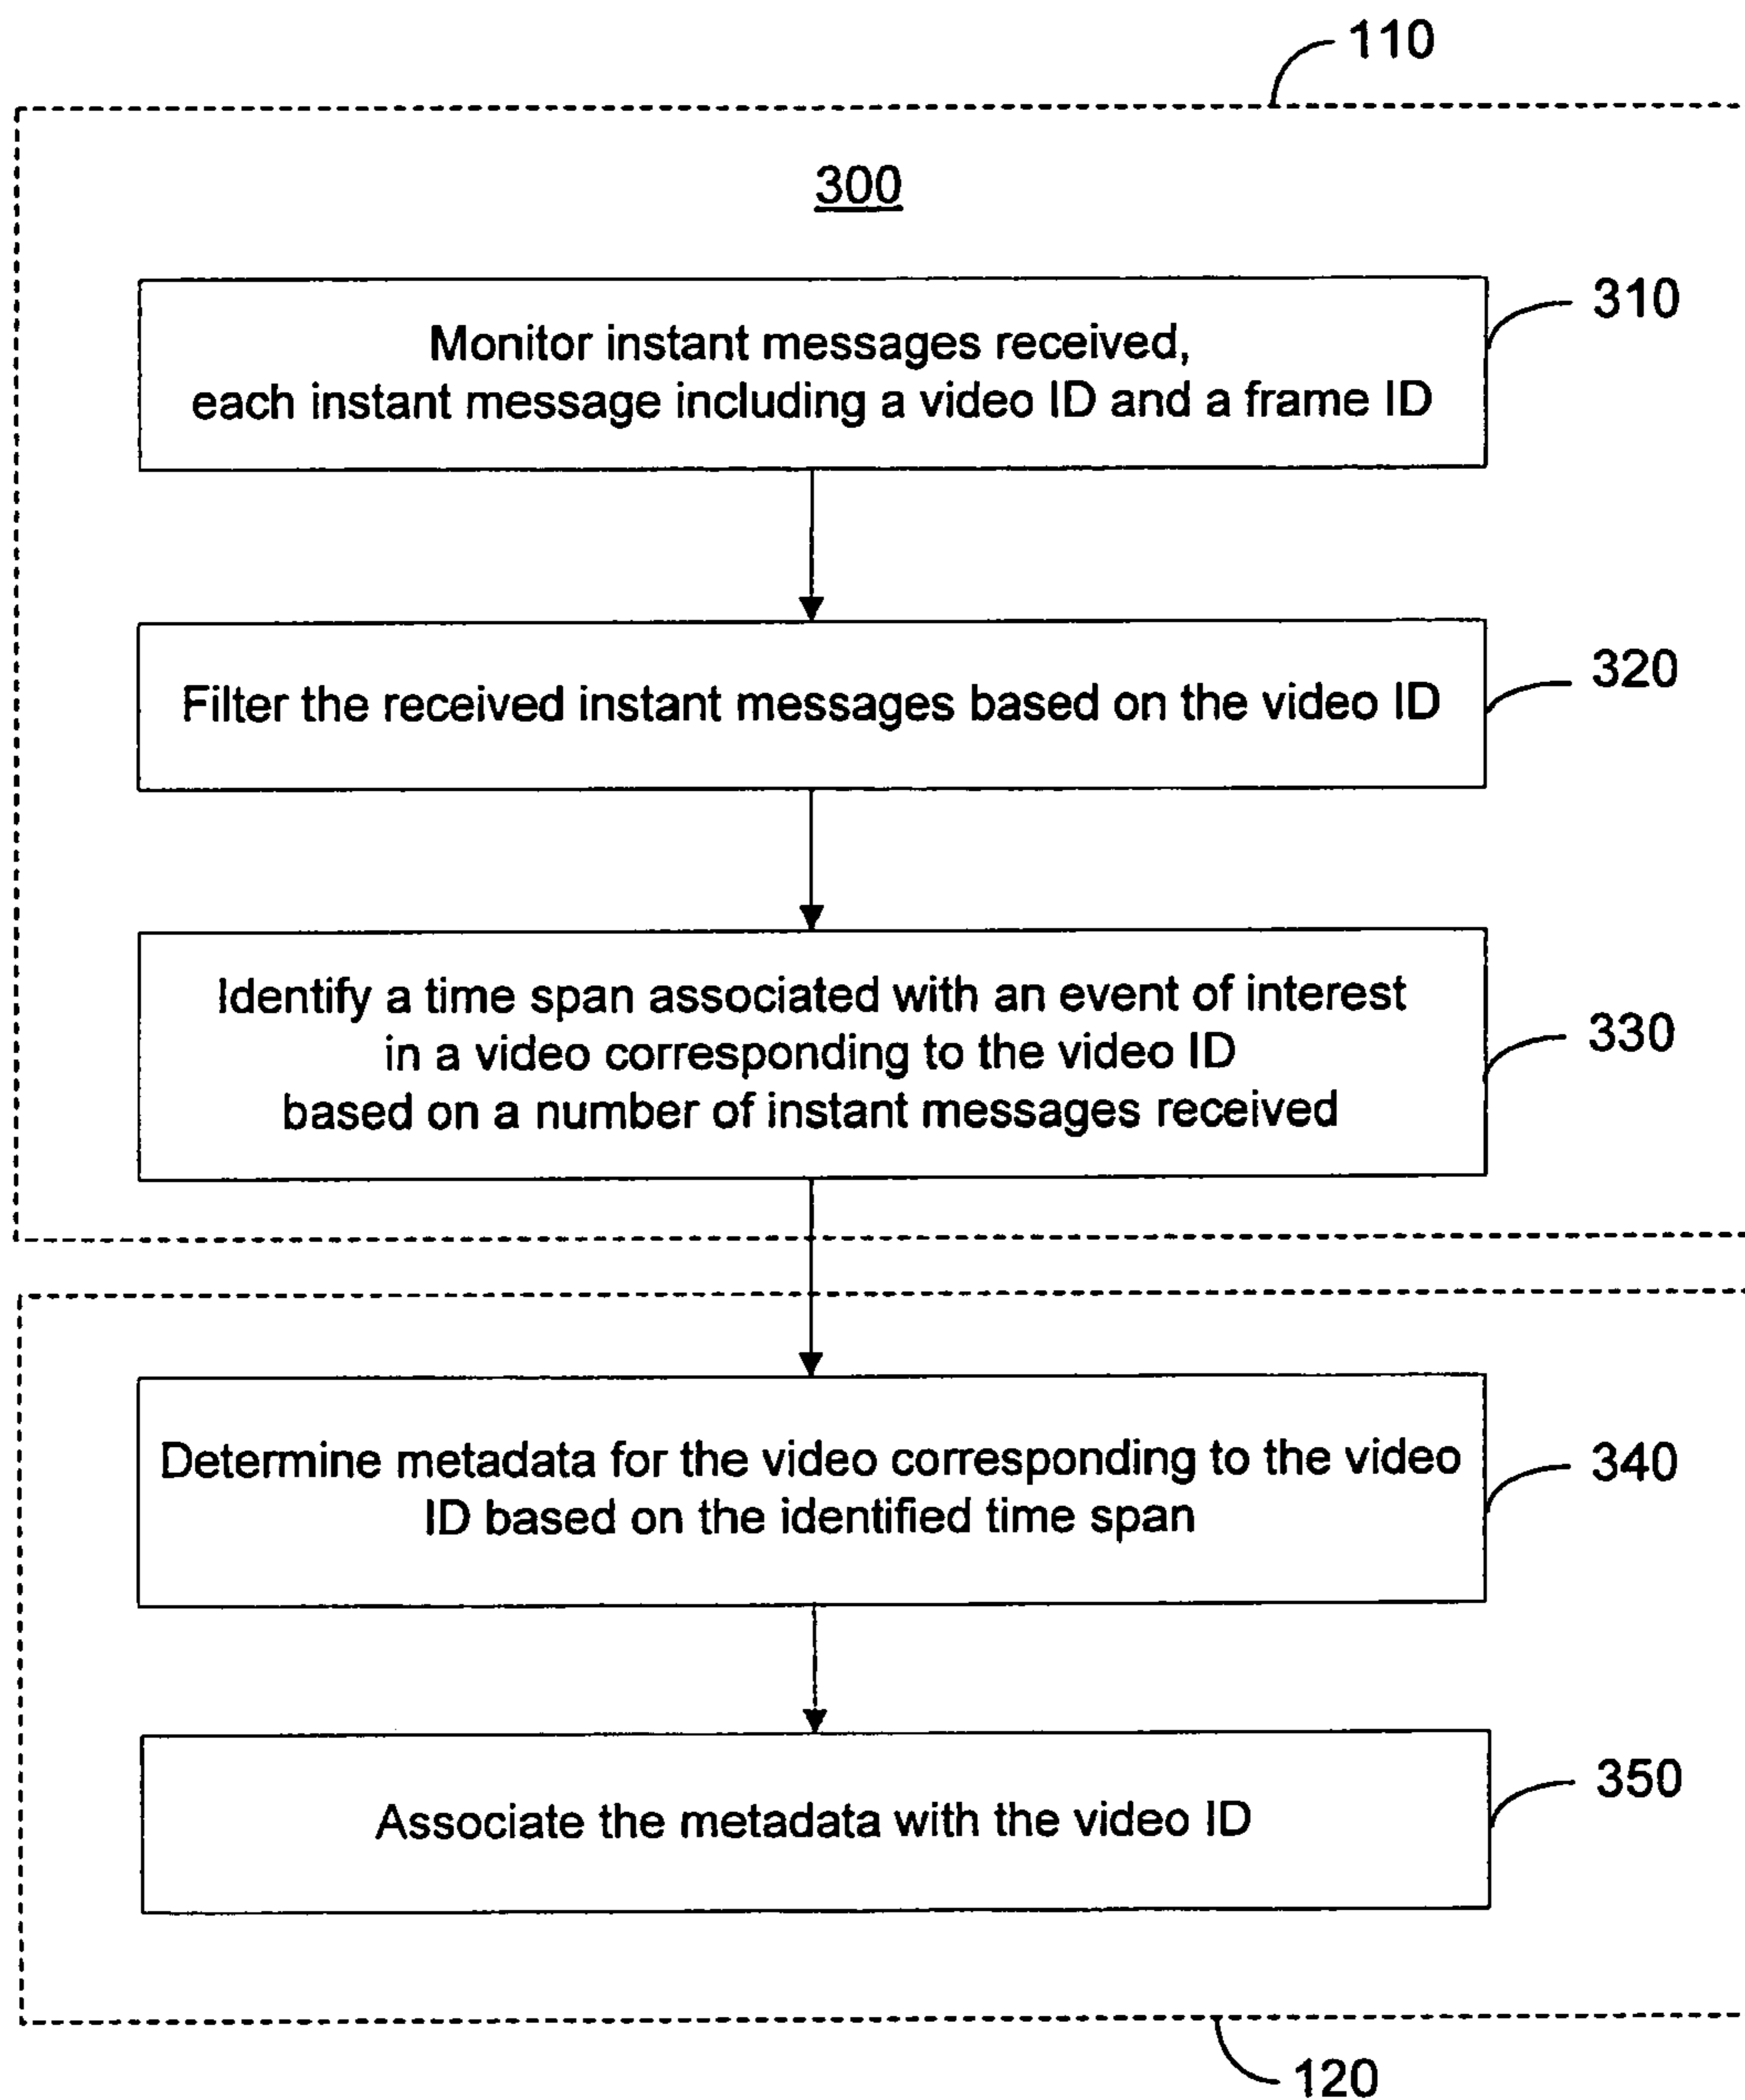 110
300
310
Monitor instant messages received,
each instant message including a video ID and a frame ID
320
Filter the received instant messages based on the video ID
330
Identify a time span associated with an event of interest
in a video corresponding to the video ID
based on a number of instant messages received
340
Determine metadata for the video corresponding to the video
ID based on the identified time span
350
Associate the metadata with the video ID
120